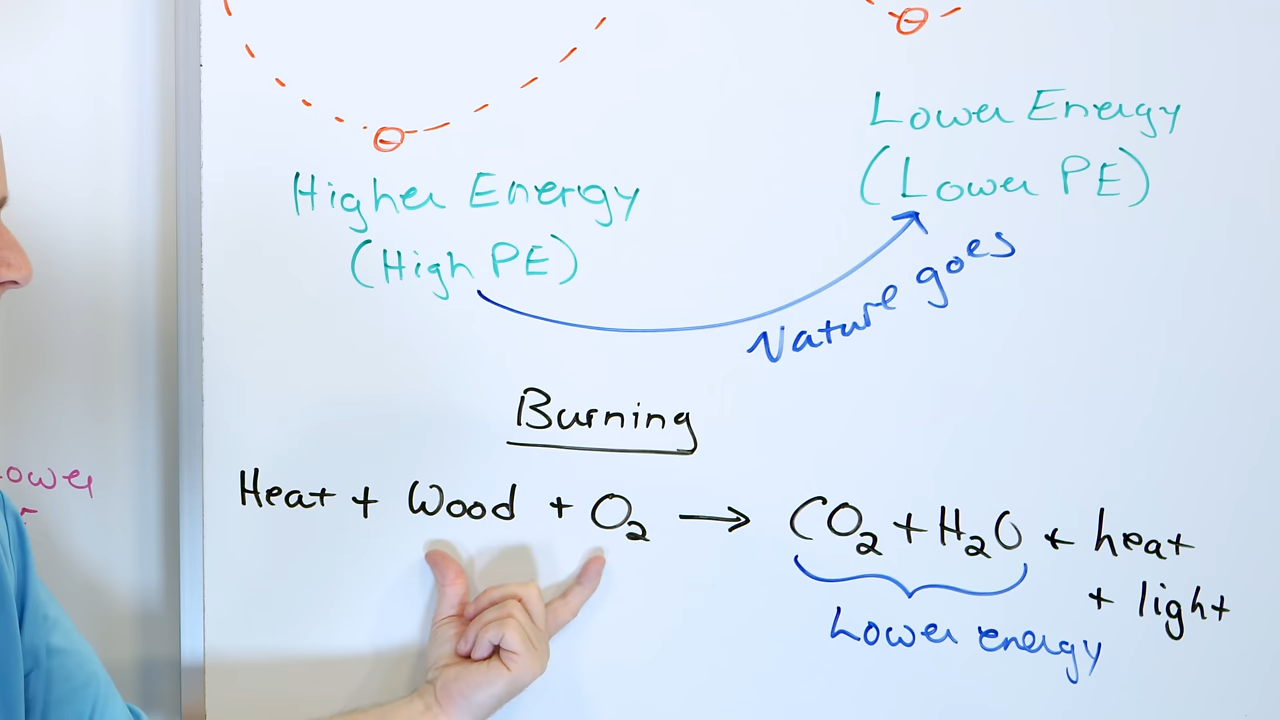 Lower Energy
(Lower PE)
Higher Energy
(High PE)
Nature goes
Burning
Heat + Wood + O₂ → CO₂ + H₂O + heat
+ light
Lower energy